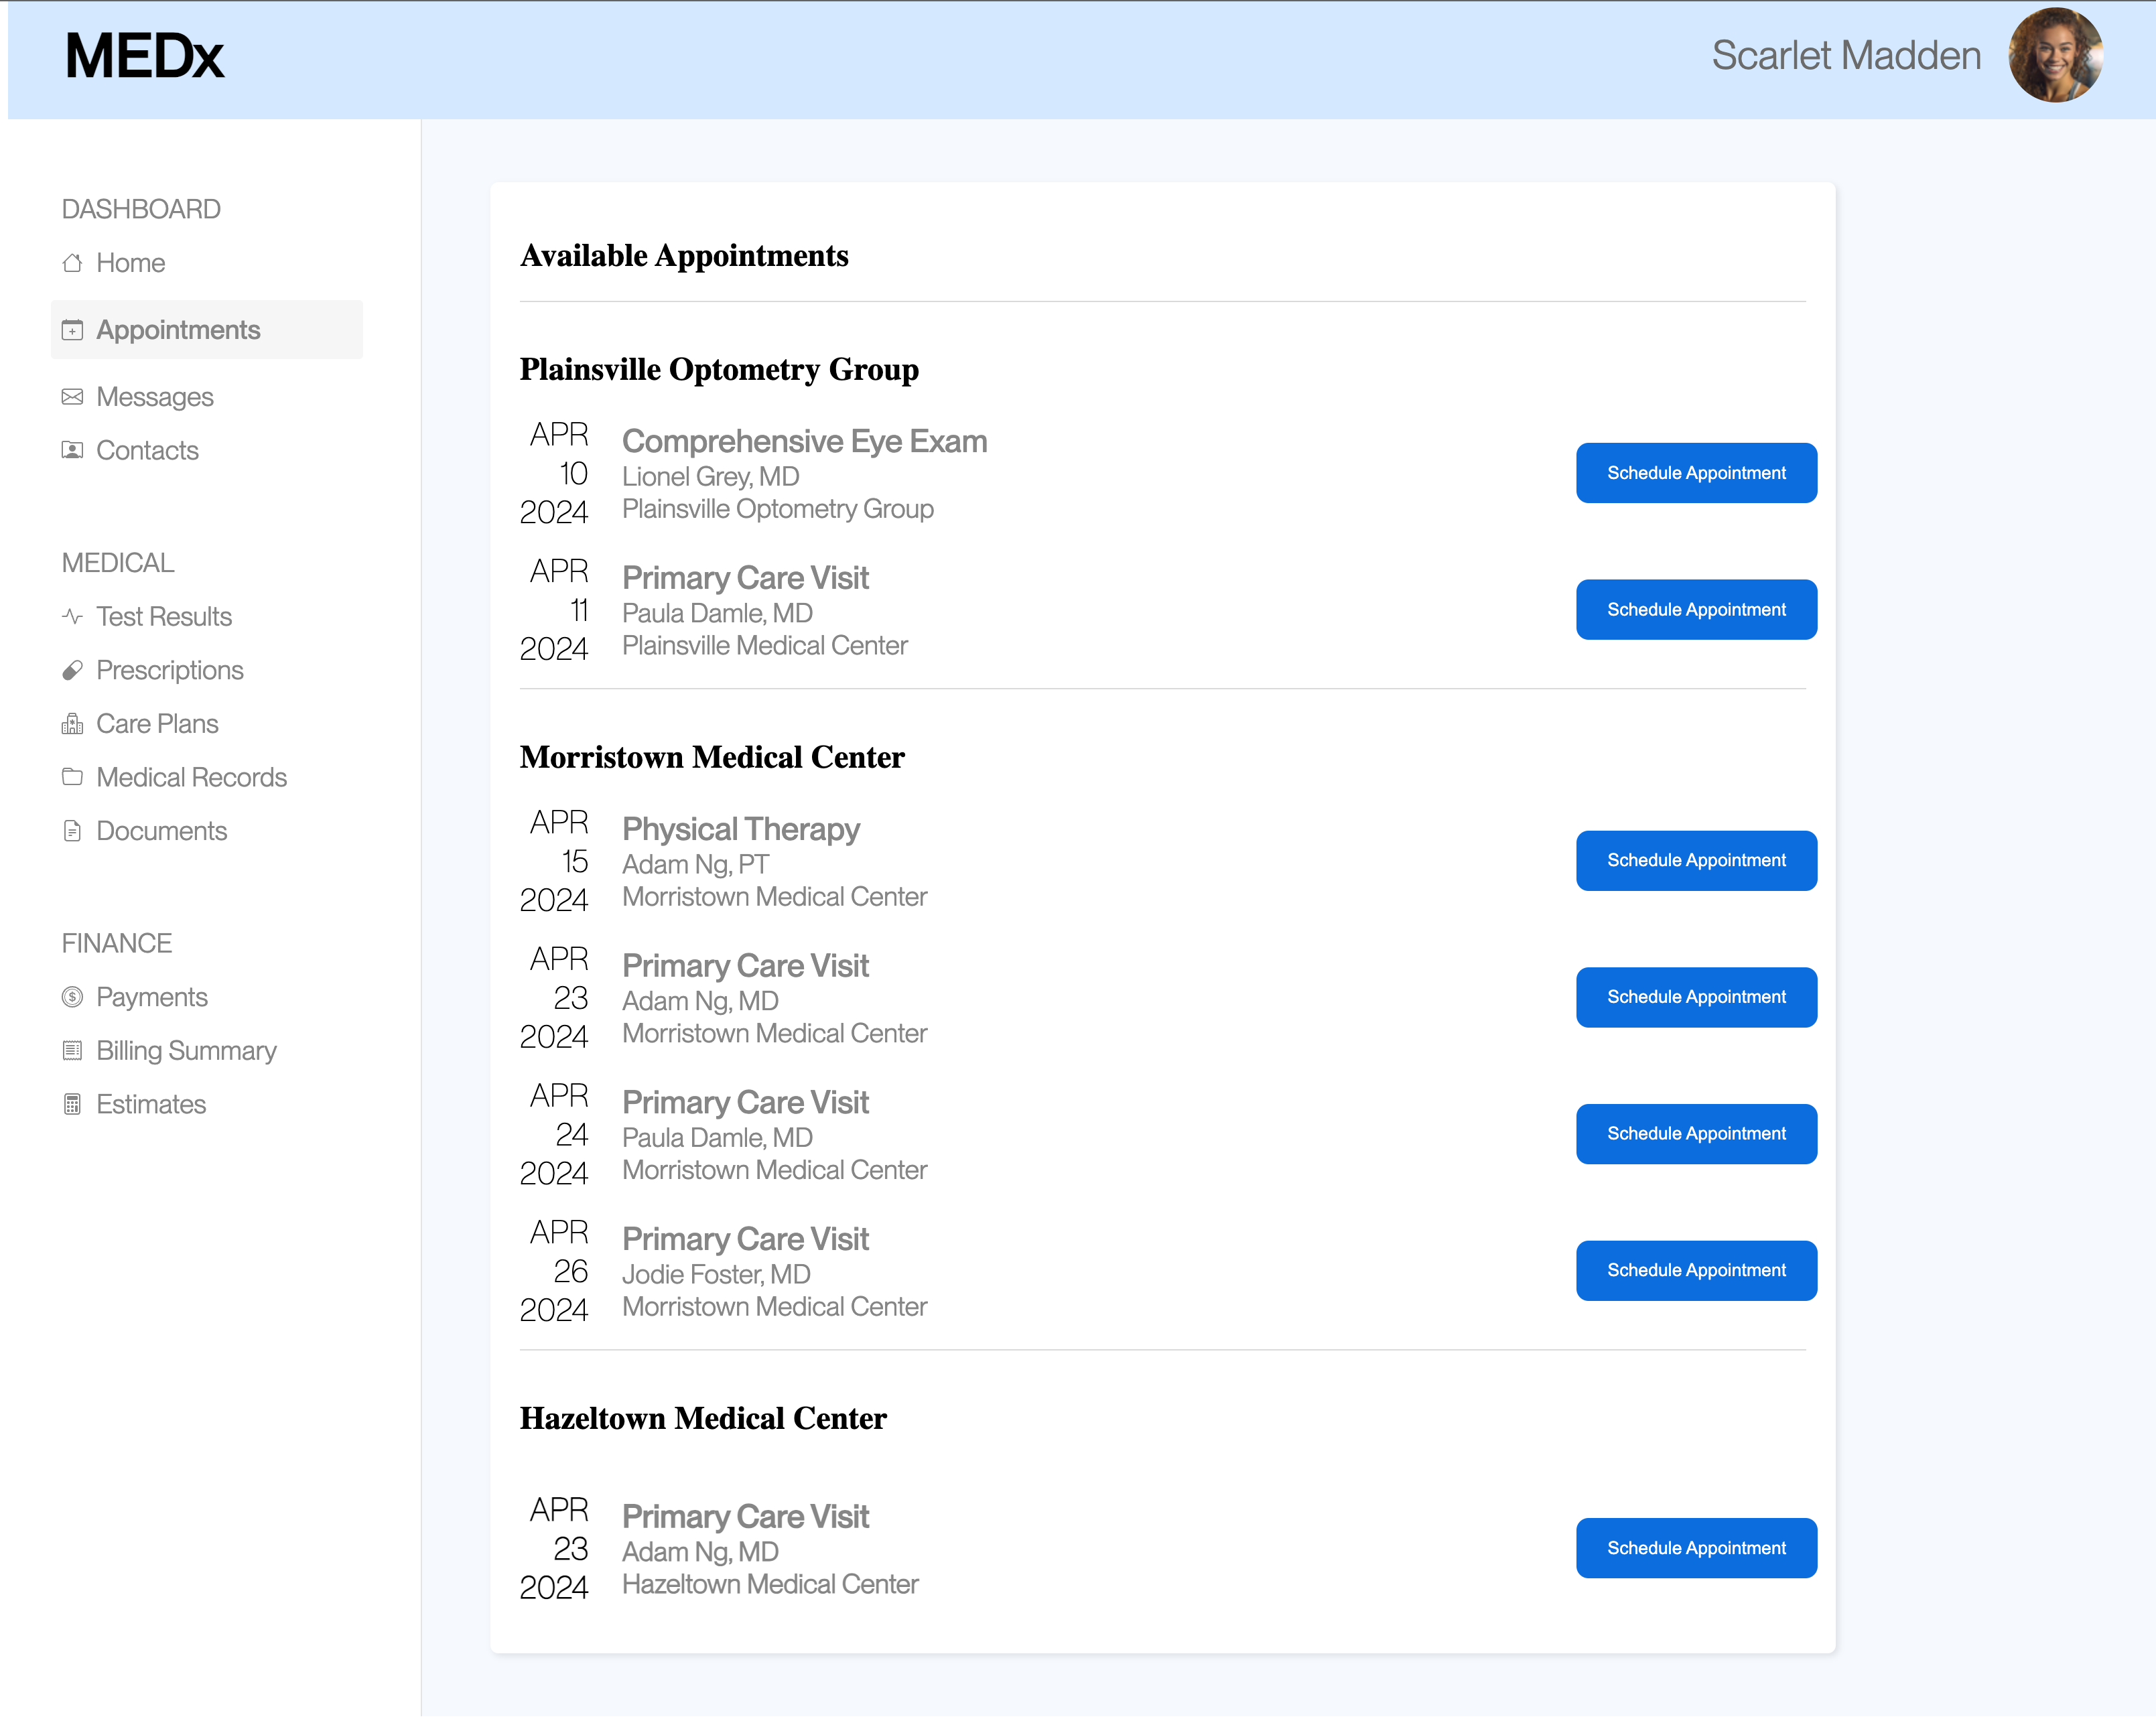 MEDx
Scarlet Madden
DASHBOARD
Home
Appointments
Messages
Contacts
MEDICAL
Test Results
Prescriptions
Care Plans
Medical Records
Documents
FINANCE
Payments
Billing Summary
Estimates
Available Appointments
Plainsville Optometry Group
APR
10
2024
Comprehensive Eye Exam
Lionel Grey, MD
Plainsville Optometry Group
Schedule Appointment
APR
11
2024
Primary Care Visit
Paula Damle, MD
Plainsville Medical Center
Schedule Appointment
Morristown Medical Center
APR
15
2024
Physical Therapy
Adam Ng, PT
Morristown Medical Center
Schedule Appointment
APR
23
2024
Primary Care Visit
Adam Ng, MD
Morristown Medical Center
Schedule Appointment
APR
24
2024
Primary Care Visit
Paula Damle, MD
Morristown Medical Center
Schedule Appointment
APR
26
2024
Primary Care Visit
Jodie Foster, MD
Morristown Medical Center
Schedule Appointment
Hazeltown Medical Center
APR
23
2024
Primary Care Visit
Adam Ng, MD
Hazeltown Medical Center
Schedule Appointment